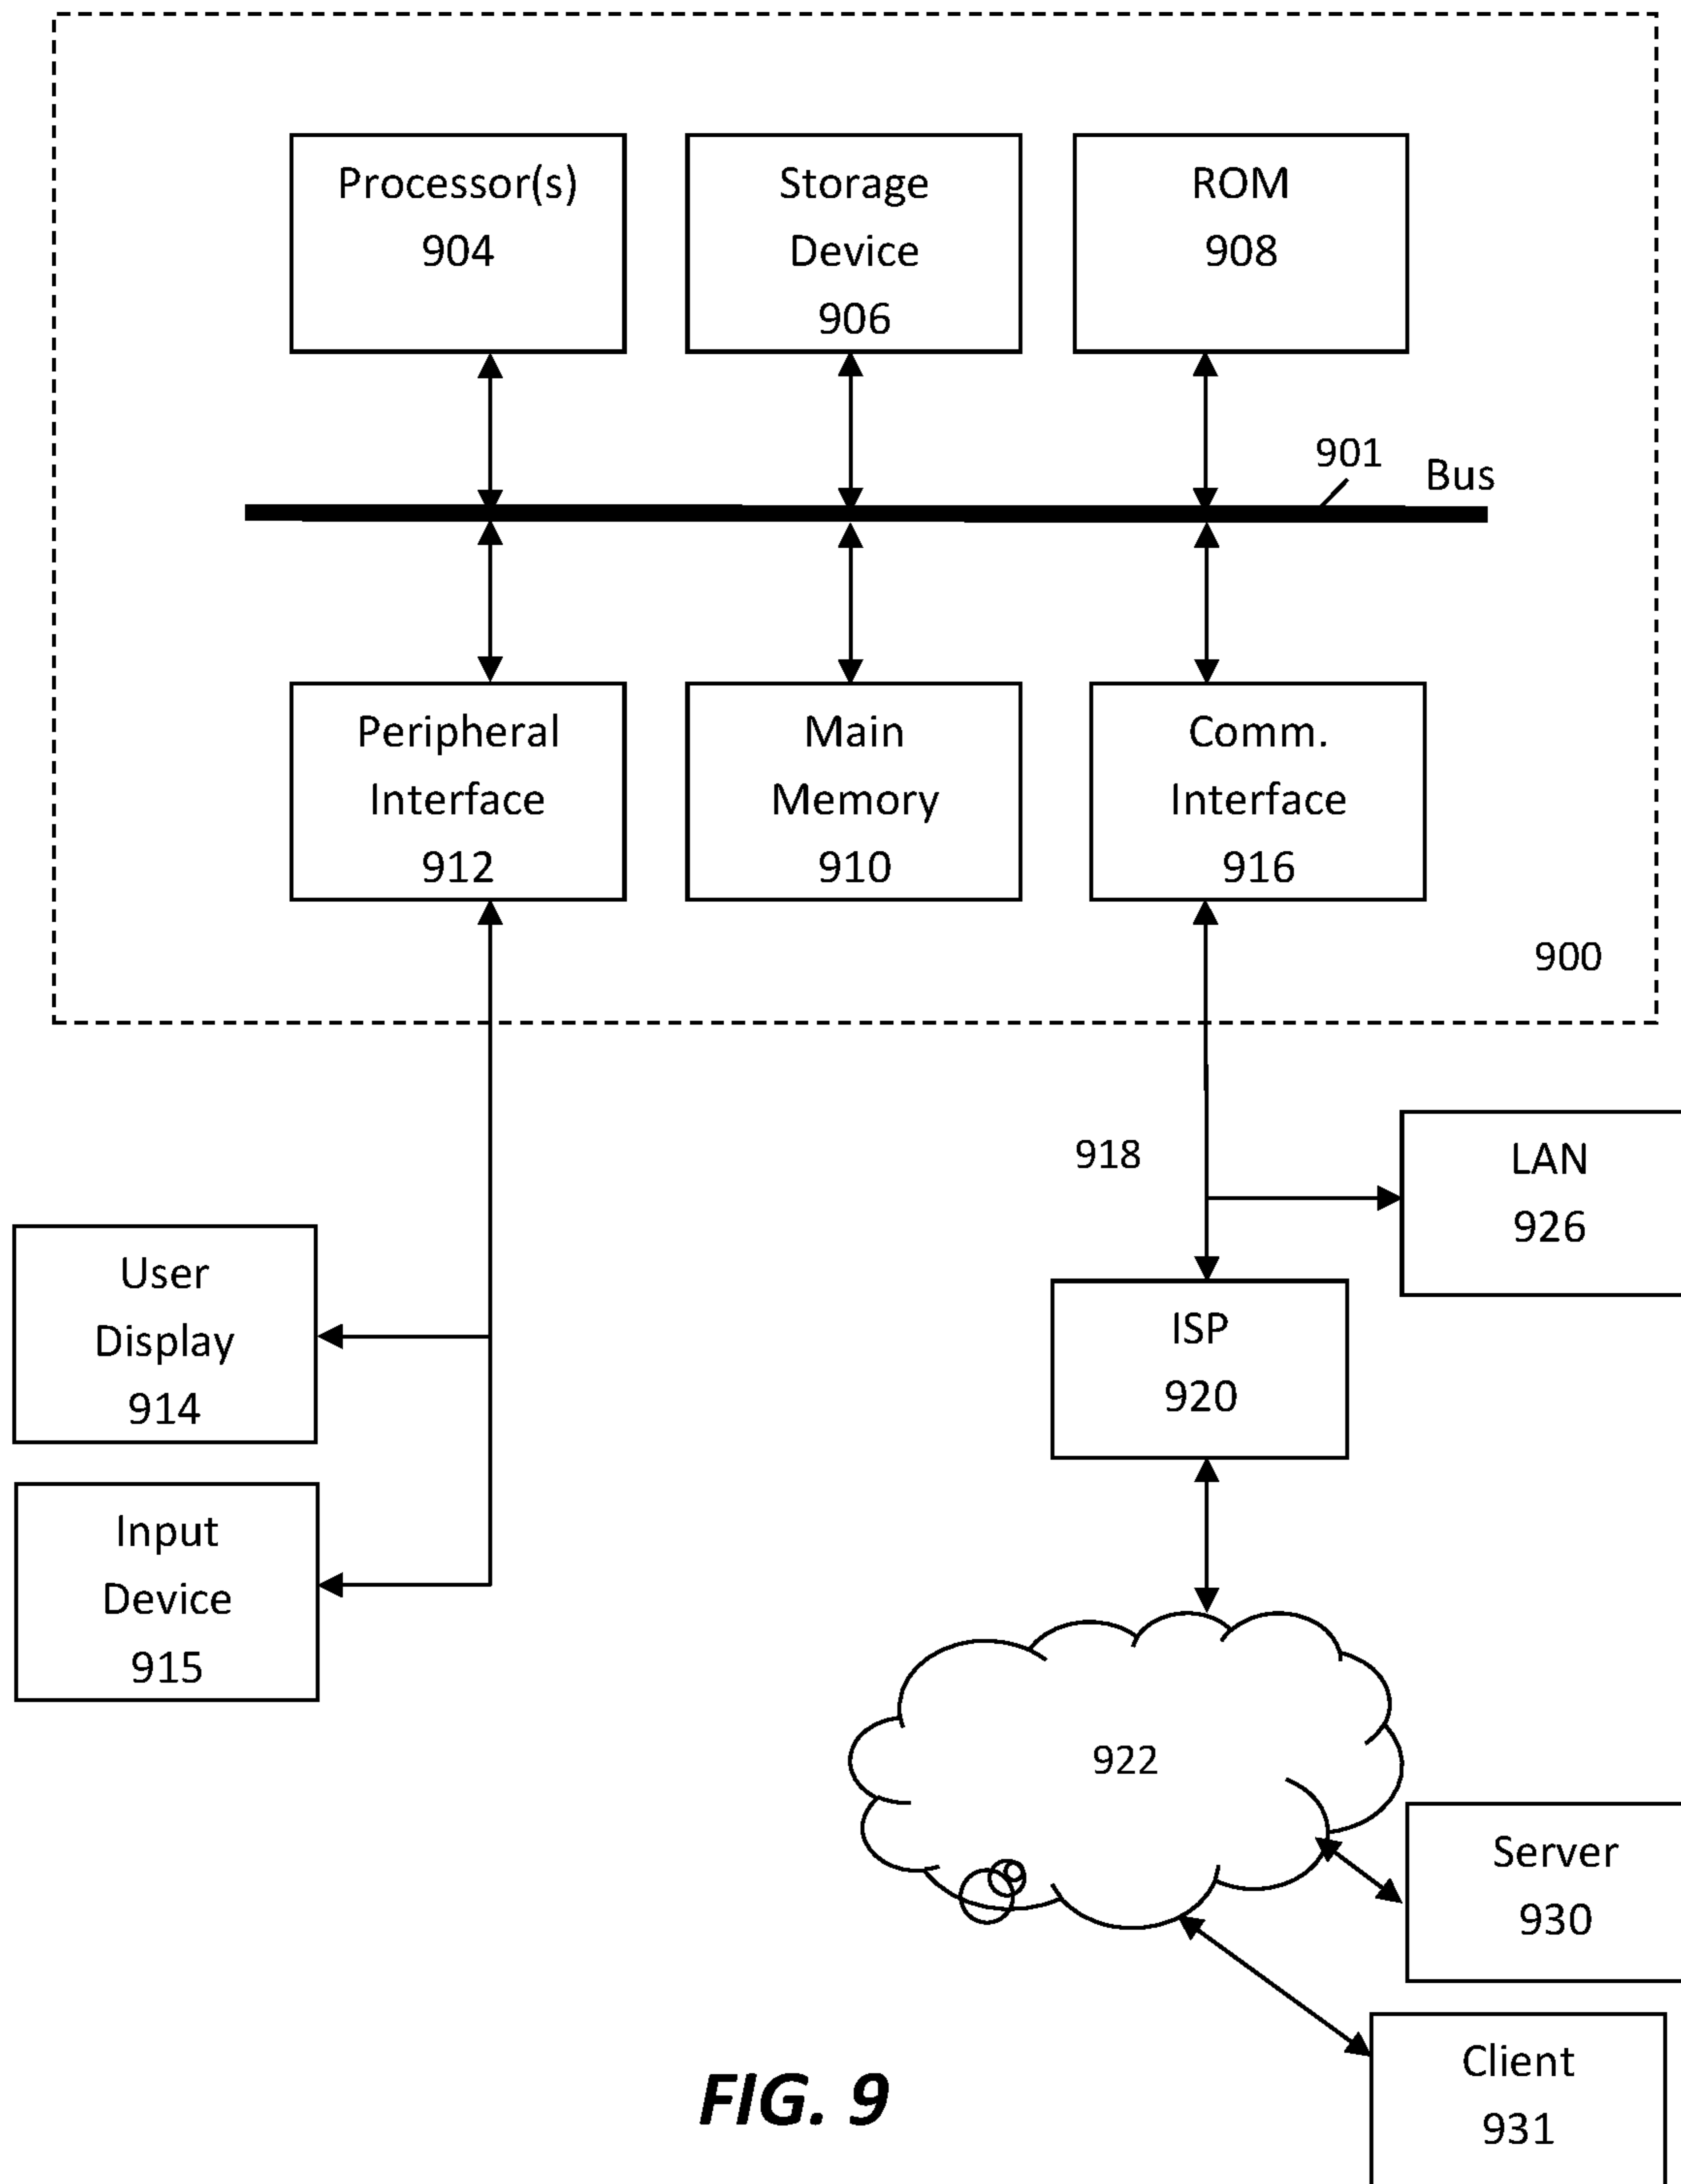 Processor(s)
904
Storage
Device
906
ROM
908
901
Bus
Peripheral
Interface
912
Main
Memory
910
Comm.
Interface
916
900
918
LAN
926
User
Display
914
ISP
920
Input
Device
915
922
Server
930
Client
931
FIG. 9